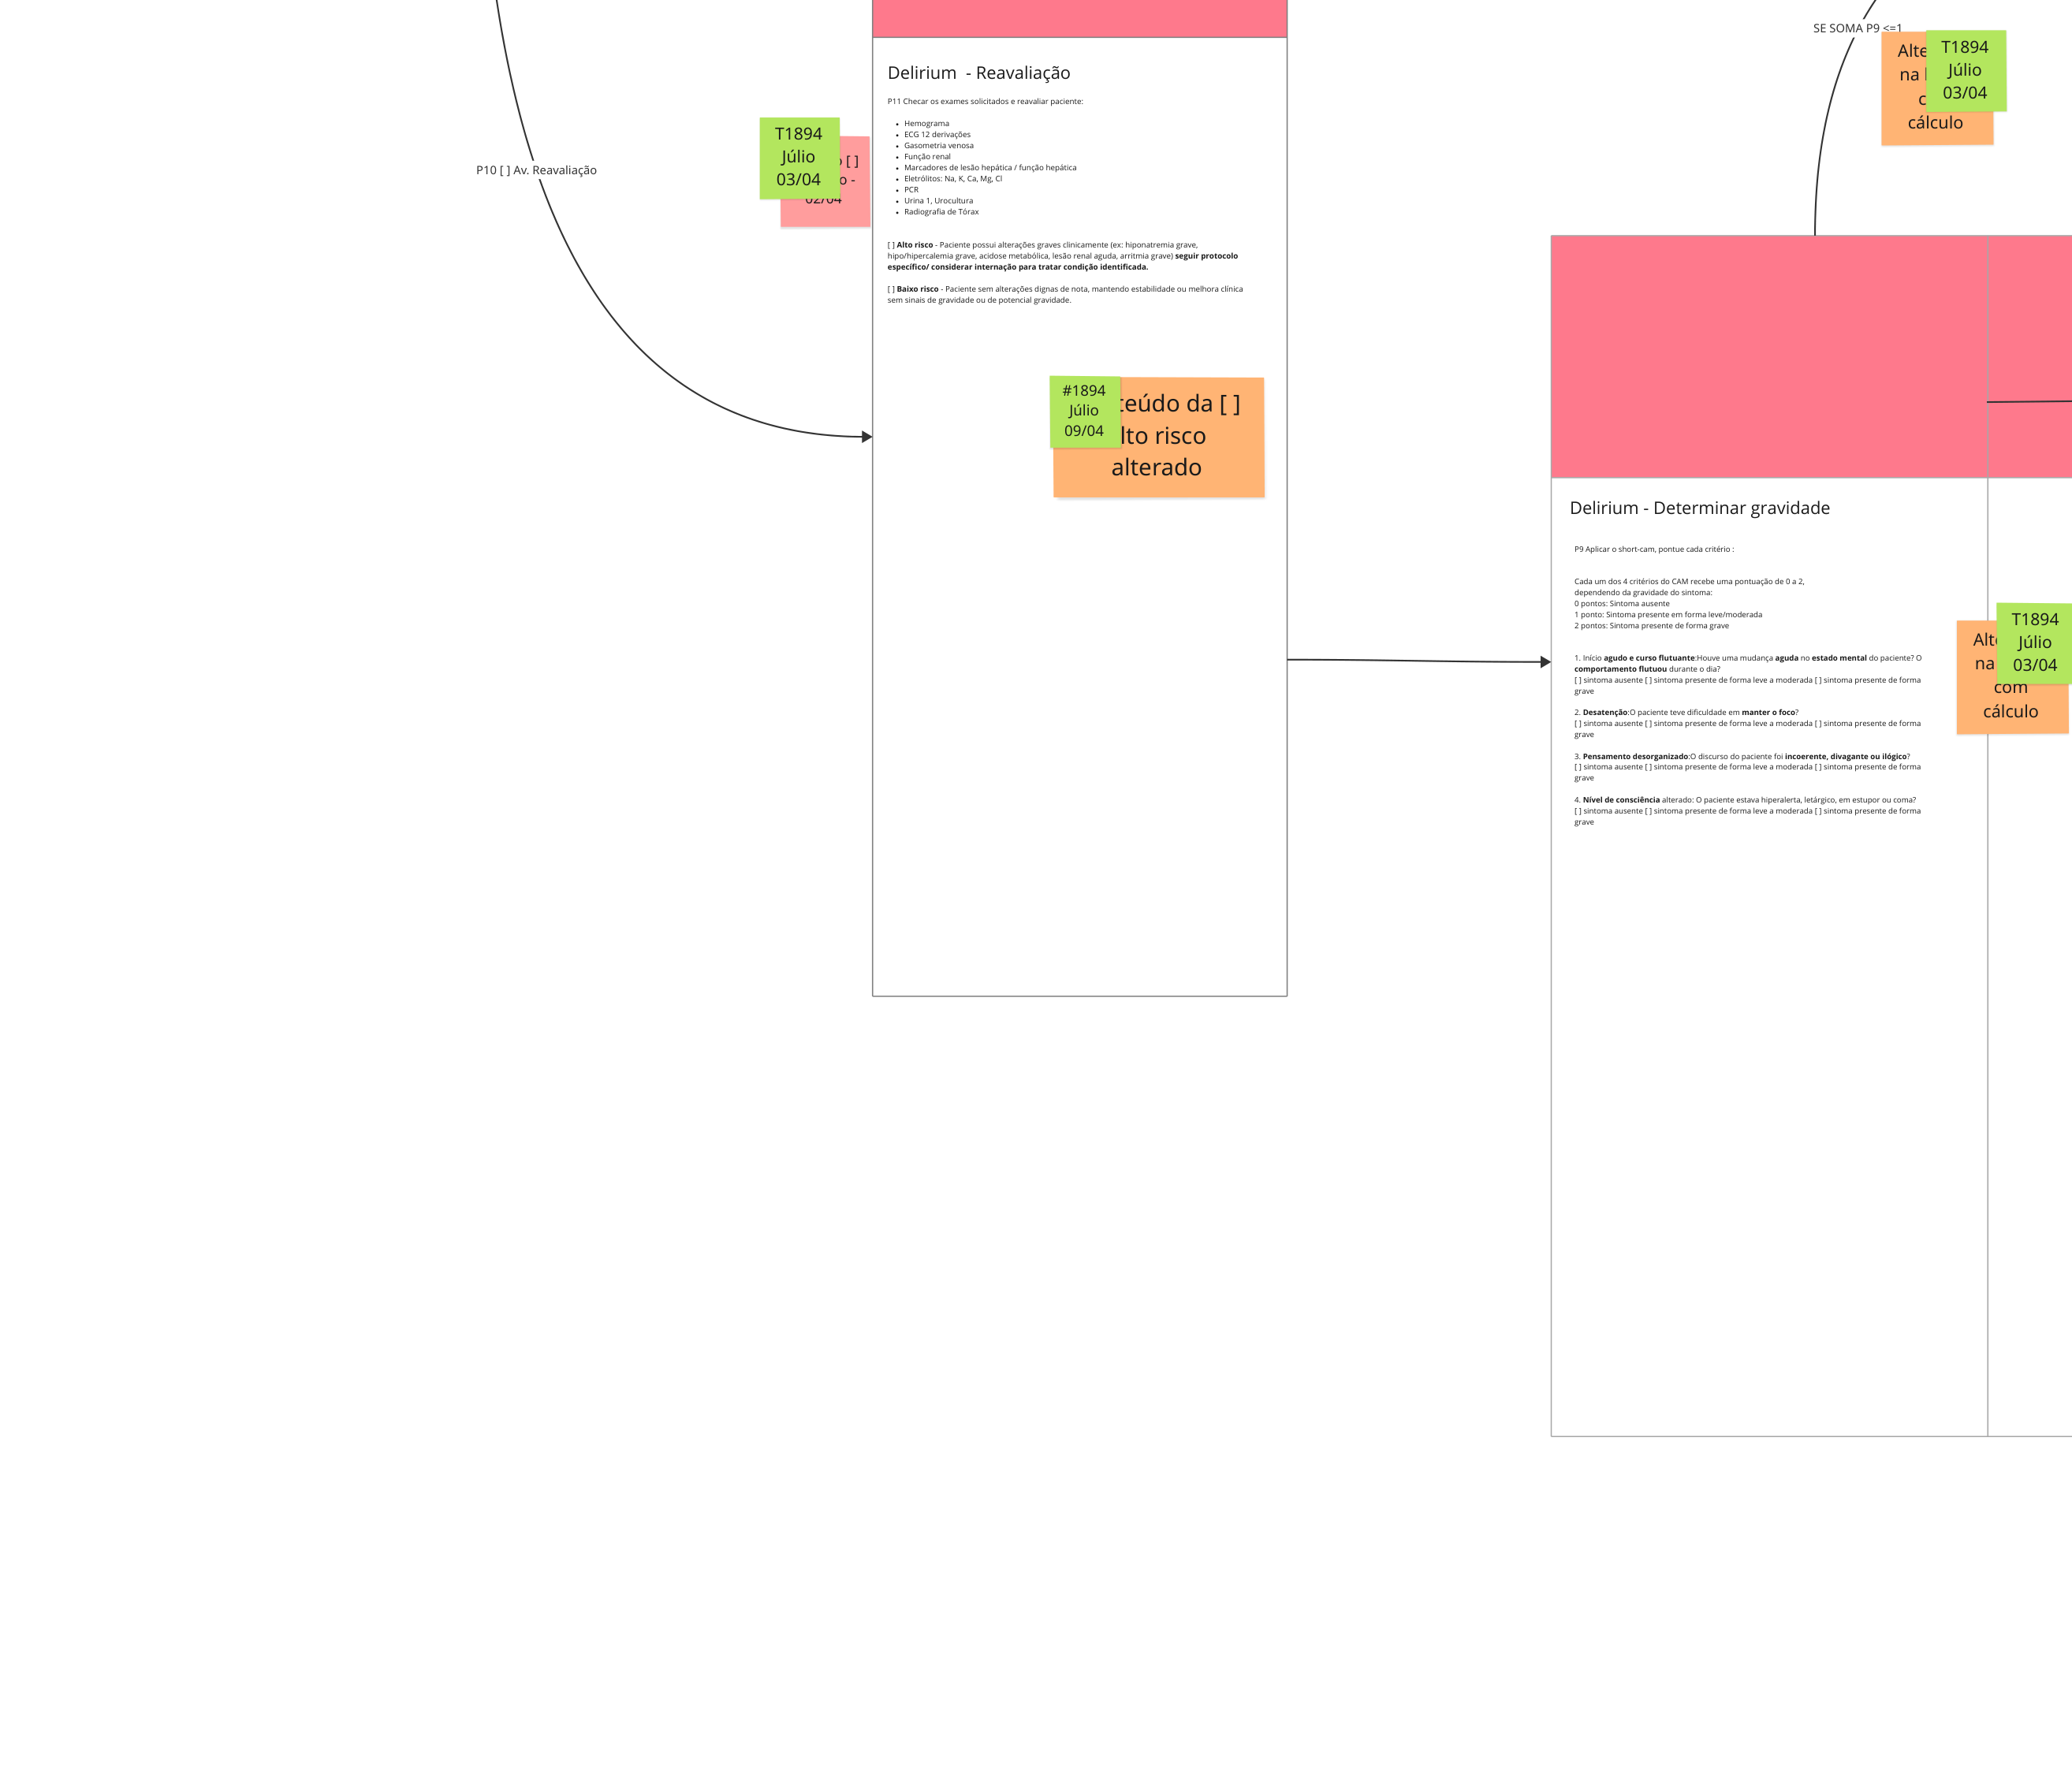 P10 [ ] Av. Reavaliação
T1894
Júlio
03/04
[ ]
-
02/04
Delirium - Reavaliação
P11 Checar os exames solicitados e reavaliar paciente:
• Hemograma
• ECG 12 derivações
• Gasometria venosa
• Função renal
• Marcadores de lesão hepática / função hepática
• Eletrólitos: Na, K, Ca, Mg, Cl
• PCR
• Urina 1, Urocultura
• Radiografia de Tórax
[ ] Alto risco - Paciente possui alterações graves clinicamente (ex: hiponatremia grave,
hipo/hipercalemia grave, acidose metabólica, lesão renal aguda, arritmia grave) seguir protocolo
específico/ considerar internação para tratar condição identificada.
[ ] Baixo risco - Paciente sem alterações dignas de nota, mantendo estabilidade ou melhora clínica
sem sinais de gravidade ou de potencial gravidade.
#1894
Júlio
09/04
da [ ]
risco
alterado
SE SOMA P9 <=1
T1894
Júlio
03/04
na
cálculo
Delirium - Determinar gravidade
P9 Aplicar o short-cam, pontue cada critério :
Cada um dos 4 critérios do CAM recebe uma pontuação de 0 a 2,
dependendo da gravidade do sintoma:
0 pontos: Sintoma ausente
1 ponto: Sintoma presente em forma leve/moderada
2 pontos: Sintoma presente de forma grave
1. Início agudo e curso flutuante:Houve uma mudança aguda no estado mental do paciente? O
comportamento flutuou durante o dia?
[ ] sintoma ausente [ ] sintoma presente de forma leve a moderada [ ] sintoma presente de forma
grave
2. Desatenção:O paciente teve dificuldade em manter o foco?
[ ] sintoma ausente [ ] sintoma presente de forma leve a moderada [ ] sintoma presente de forma
grave
3. Pensamento desorganizado:O discurso do paciente foi incoerente, divagante ou ilógico?
[ ] sintoma ausente [ ] sintoma presente de forma leve a moderada [ ] sintoma presente de forma
grave
4. Nível de consciência alterado: O paciente estava hiperalerta, letárgico, em estupor ou coma?
[ ] sintoma ausente [ ] sintoma presente de forma leve a moderada [ ] sintoma presente de forma
grave
T1894
Júlio
03/04
na
com
cálculo